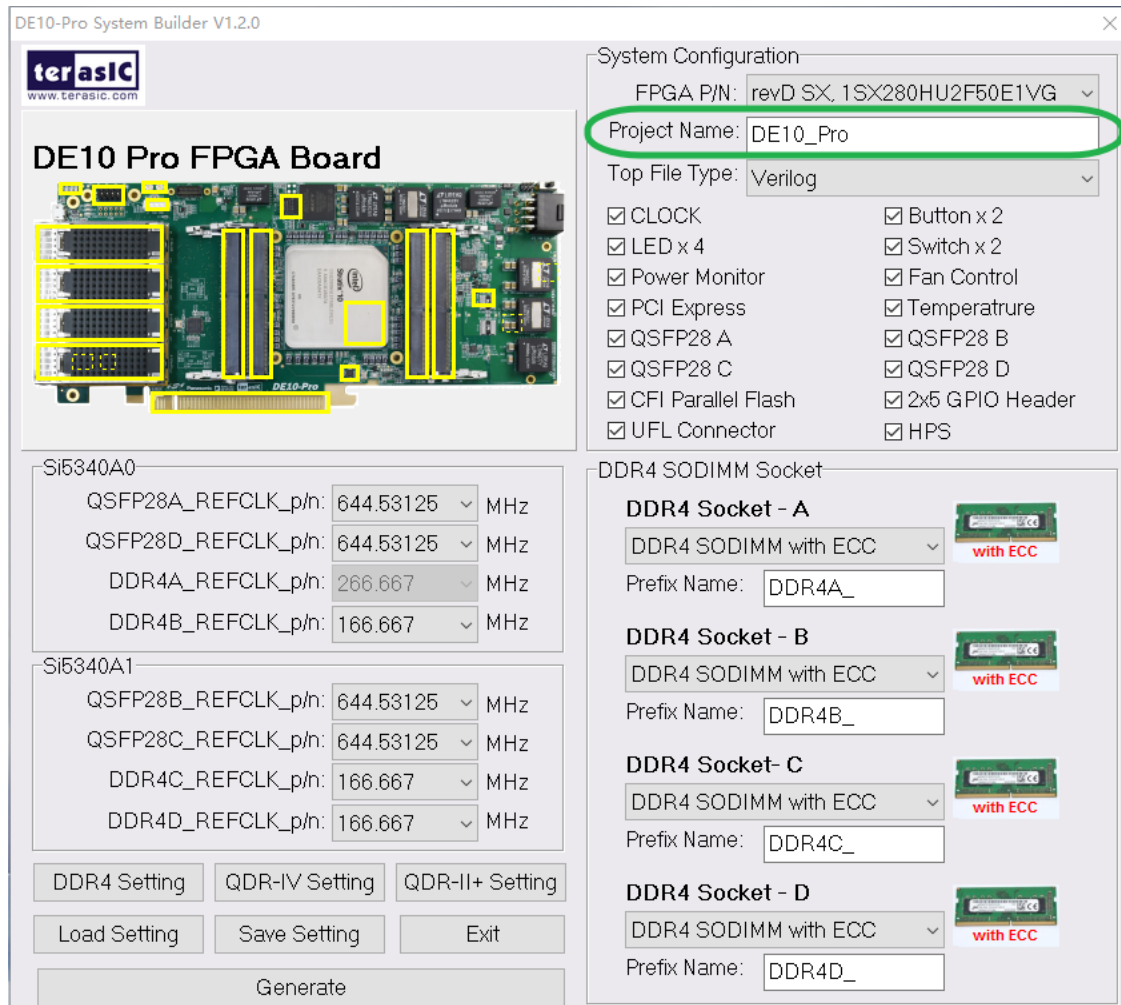 DE10-Pro System Builder V1.2.0
terasIC
www.terasic.com
DE10 Pro FPGA Board
intel
Stratix 10
DE10-Pro
System Configuration
FPGA P/N: revD SX, 1SX280HU2F50E1VG
Project Name: DE10_Pro
Top File Type: Verilog
CLOCK Button x 2
LED x 4 Switch x 2
Power Monitor Fan Control
PCI Express Temperatrure
QSFP28 A QSFP28 B
QSFP28 C QSFP28 D
CFI Parallel Flash 2x5 GPIO Header
UFL Connector HPS
Si5340A0
QSFP28A_REFCLK_p/n: 644.53125 MHz
QSFP28D_REFCLK_p/n: 644.53125 MHz
DDR4A_REFCLK_p/n: 266.667 MHz
DDR4B_REFCLK_p/n: 166.667 MHz
Si5340A1
QSFP28B_REFCLK_p/n: 644.53125 MHz
QSFP28C_REFCLK_p/n: 644.53125 MHz
DDR4C_REFCLK_p/n: 166.667 MHz
DDR4D_REFCLK_p/n: 166.667 MHz
DDR4 Setting QDR-IV Setting QDR-II+ Setting
Load Setting Save Setting Exit
Generate
DDR4 SODIMM Socket
DDR4 Socket - A
DDR4 SODIMM with ECC
with ECC
Prefix Name: DDR4A_
DDR4 Socket - B
DDR4 SODIMM with ECC
with ECC
Prefix Name: DDR4B_
DDR4 Socket- C
DDR4 SODIMM with ECC
with ECC
Prefix Name: DDR4C_
DDR4 Socket - D
DDR4 SODIMM with ECC
with ECC
Prefix Name: DDR4D_